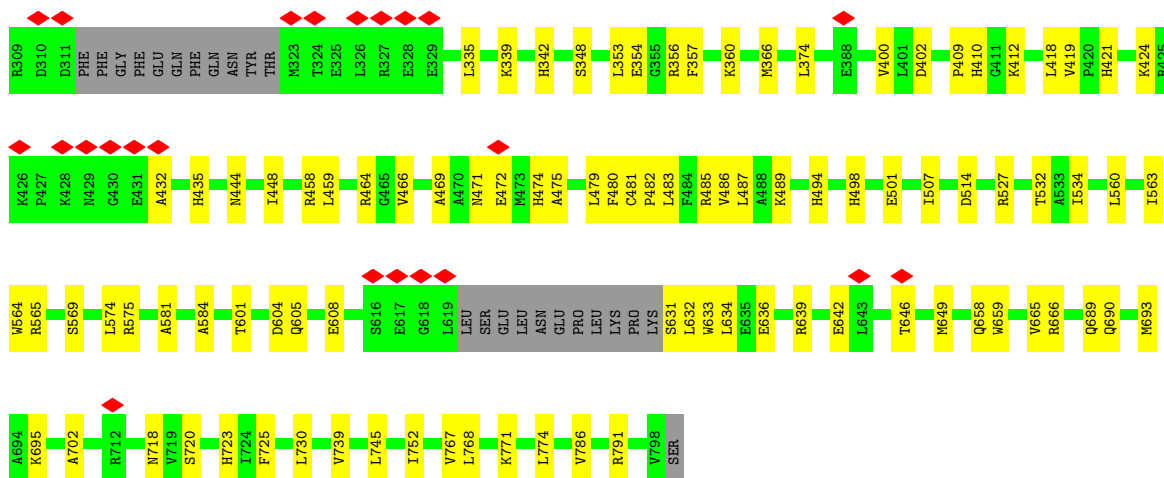 R309 D310 D311 PHE PHE GLY PHE GLU GLN PHE GLN ASN TYR THR M323 T324 E325 L326 R327 E328 E329 L335 K339 H342 S348 L353 E354 G355 R356 F357 K360 M366 L374 E388 V400 L401 D402 P409 H410 G411 K412 L418 V419 P420 H421 K424
K426 P427 K428 N429 G430 E431 A432 H435 N444 I448 R458 L459 R464 G465 V466 A469 A470 N471 E472 M473 H474 A475 L479 F480 C481 P482 L483 F484 R485 V486 L487 A488 K489 H494 H498 E501 I507 D514 R527 T532 A533 I534 L560 I563
W564 R565 S569 L574 R575 A581 A584 T601 D604 Q605 E608 S616 E617 G618 L619 LEU SER GLU LEU ASN GLU PRO LEU LYS PRO LYS S631 L632 W633 L634 E635 E636 R639 E642 L643 T646 M649 Q658 W659 V665 R666 Q689 Q690 M693
A694 K695 A702 R712 N718 V719 S720 H723 I724 F725 L730 V739 L745 I752 V767 L768 K771 L774 V786 R791 V798 SER